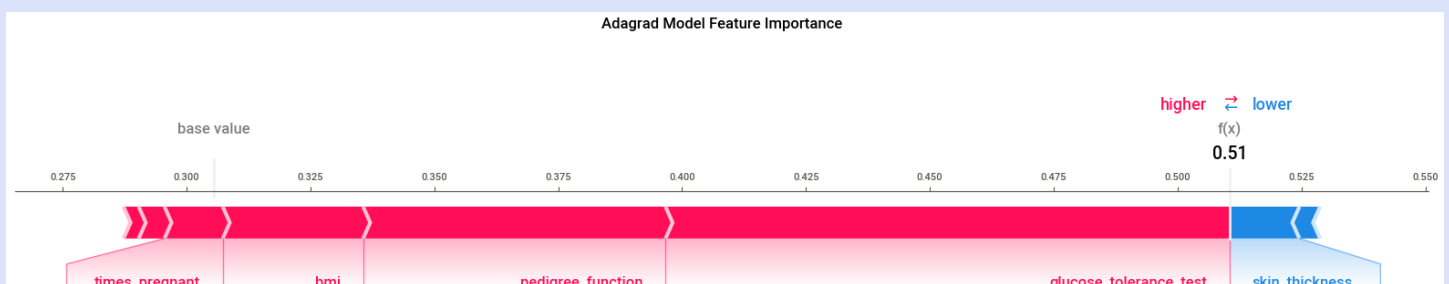 Adagrad Model Feature Importance
higher ⇄ lower
base value
f(x)
0.51
0.275 0.300 0.325 0.350 0.375 0.400 0.425 0.450 0.475 0.500 0.525 0.550
times_pregnant bmi pedigree_function glucose_tolerance_test skin_thickness